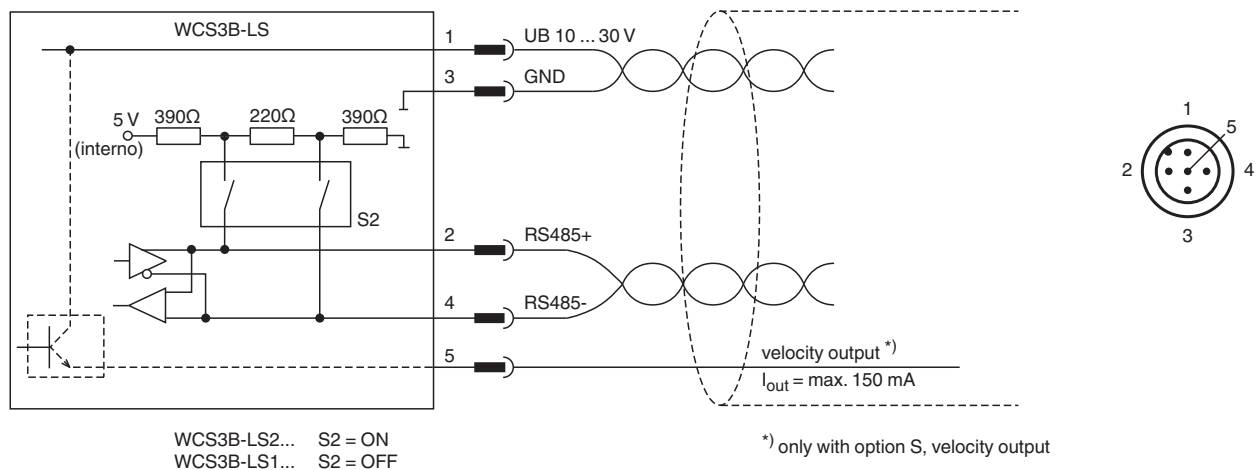 WCS3B-LS
1
UB 10 ... 30 V
3
GND
5 V
(interno)
390Ω
220Ω
390Ω
S2
2
RS485+
4
RS485-
5
velocity output *)
Iout = max. 150 mA
1
5
2
4
3
WCS3B-LS2... S2 = ON
WCS3B-LS1... S2 = OFF
*) only with option S, velocity output